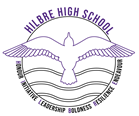 HILBRE HIGH SCHOOL
HONOUR INITIATIVE LEADERSHIP BOLDNESS RESILIENCE ENDEAVOUR